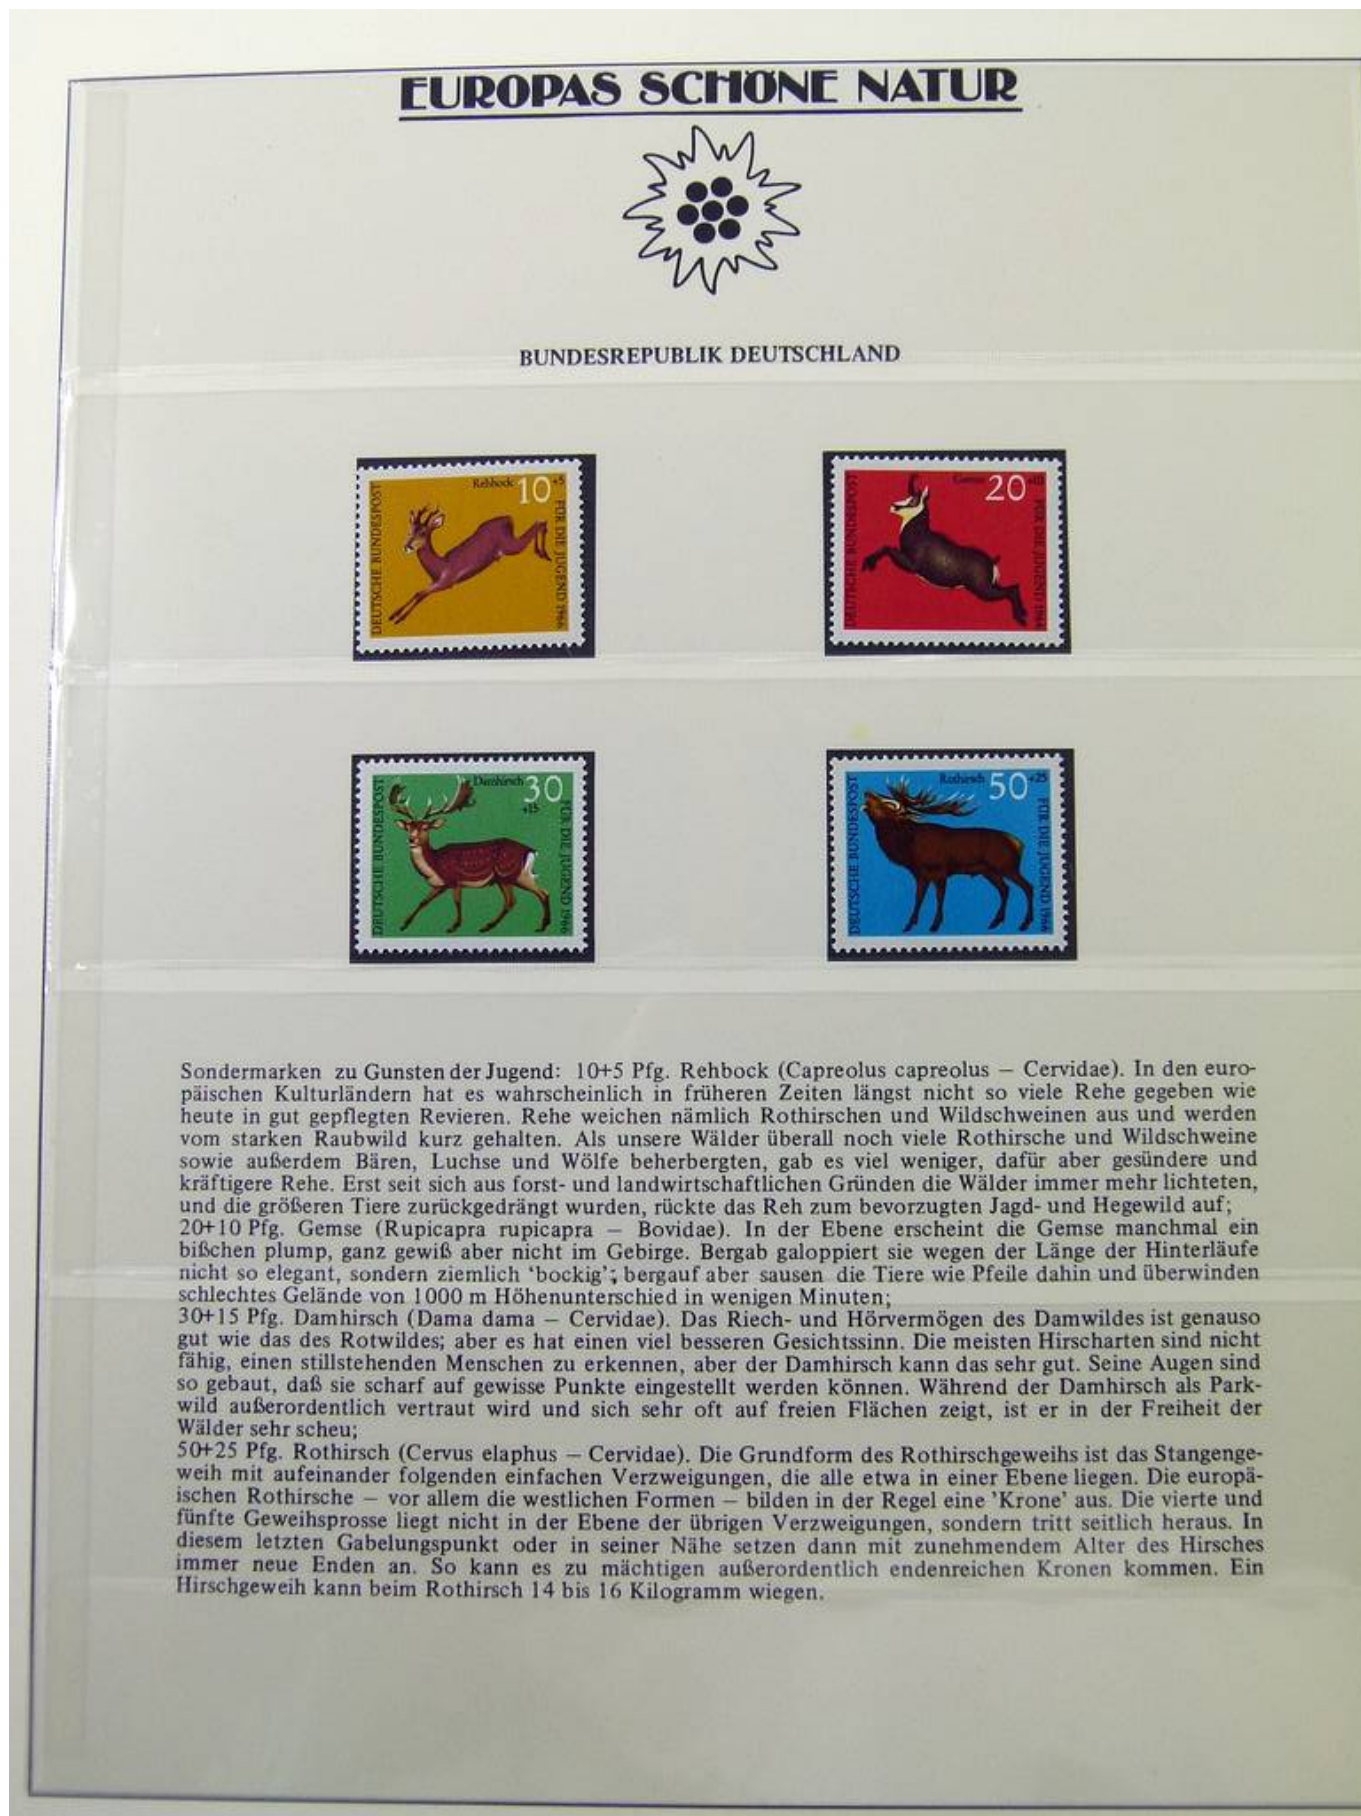 EUROPAS SCHÖNE NATUR
BUNDESREPUBLIK DEUTSCHLAND
Rehbock 10 +5
DEUTSCHE BUNDESPOST
FÜR DIE JUGEND 1966
Gemse 20 +10
DEUTSCHE BUNDESPOST
FÜR DIE JUGEND 1966
Damhirsch 30
+15
DEUTSCHE BUNDESPOST
FÜR DIE JUGEND 1966
Rothirsch 50 +25
DEUTSCHE BUNDESPOST
FÜR DIE JUGEND 1966
Sondermarken zu Gunsten der Jugend: 10+5 Pfg. Rehbock (Capreolus capreolus – Cervidae). In den euro-
päischen Kulturländern hat es wahrscheinlich in früheren Zeiten längst nicht so viele Rehe gegeben wie
heute in gut gepflegten Revieren. Rehe weichen nämlich Rothirschen und Wildschweinen aus und werden
vom starken Raubwild kurz gehalten. Als unsere Wälder überall noch viele Rothirsche und Wildschweine
sowie außerdem Bären, Luchse und Wölfe beherbergten, gab es viel weniger, dafür aber gesündere und
kräftigere Rehe. Erst seit sich aus forst- und landwirtschaftlichen Gründen die Wälder immer mehr lichteten,
und die größeren Tiere zurückgedrängt wurden, rückte das Reh zum bevorzugten Jagd- und Hegewild auf;
20+10 Pfg. Gemse (Rupicapra rupicapra – Bovidae). In der Ebene erscheint die Gemse manchmal ein
bißchen plump, ganz gewiß aber nicht im Gebirge. Bergab galoppiert sie wegen der Länge der Hinterläufe
nicht so elegant, sondern ziemlich 'bockig'; bergauf aber sausen die Tiere wie Pfeile dahin und überwinden
schlechtes Gelände von 1000 m Höhenunterschied in wenigen Minuten;
30+15 Pfg. Damhirsch (Dama dama – Cervidae). Das Riech- und Hörvermögen des Damwildes ist genauso
gut wie das des Rotwildes; aber es hat einen viel besseren Gesichtssinn. Die meisten Hirscharten sind nicht
fähig, einen stillstehenden Menschen zu erkennen, aber der Damhirsch kann das sehr gut. Seine Augen sind
so gebaut, daß sie scharf auf gewisse Punkte eingestellt werden können. Während der Damhirsch als Park-
wild außerordentlich vertraut wird und sich sehr oft auf freien Flächen zeigt, ist er in der Freiheit der
Wälder sehr scheu;
50+25 Pfg. Rothirsch (Cervus elaphus – Cervidae). Die Grundform des Rothirschgeweihs ist das Stangenge-
weih mit aufeinander folgenden einfachen Verzweigungen, die alle etwa in einer Ebene liegen. Die europä-
ischen Rothirsche – vor allem die westlichen Formen – bilden in der Regel eine 'Krone' aus. Die vierte und
fünfte Geweihsprosse liegt nicht in der Ebene der übrigen Verzweigungen, sondern tritt seitlich heraus. In
diesem letzten Gabelungspunkt oder in seiner Nähe setzen dann mit zunehmendem Alter des Hirsches
immer neue Enden an. So kann es zu mächtigen außerordentlich endenreichen Kronen kommen. Ein
Hirschgeweih kann beim Rothirsch 14 bis 16 Kilogramm wiegen.